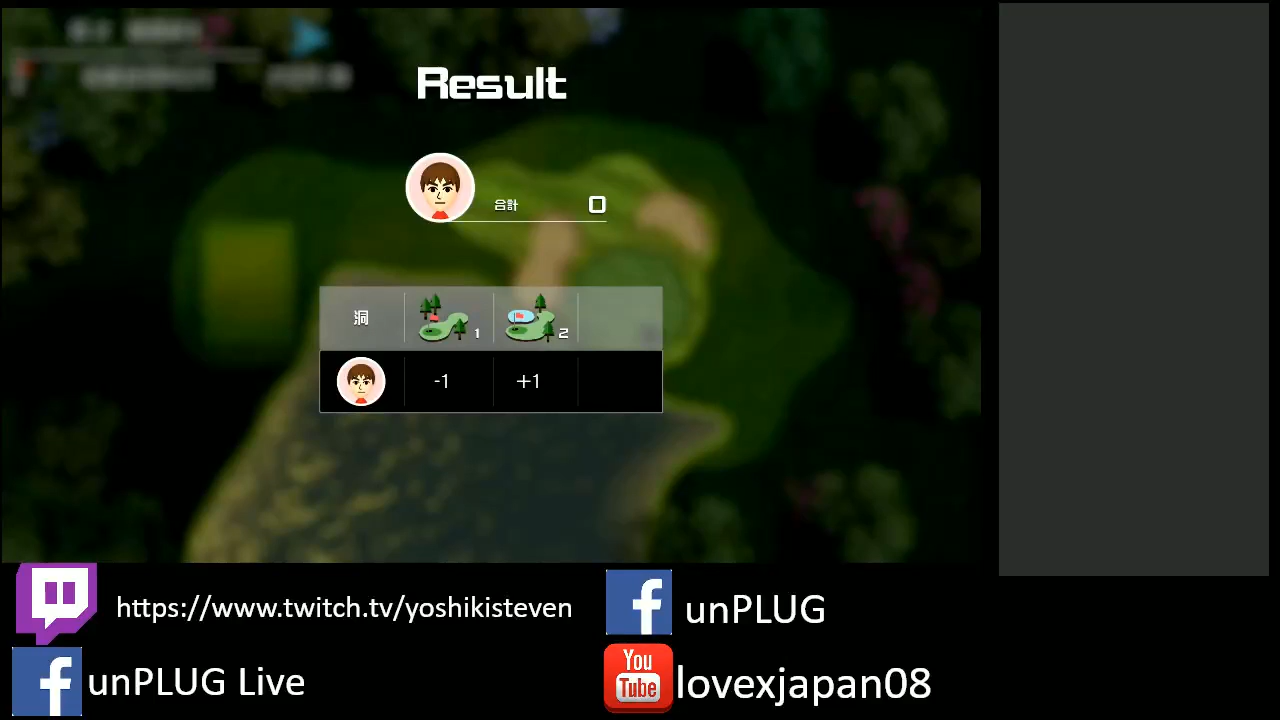 Result
合計 0
洞 1 2
-1 +1
https://www.twitch.tv/yoshikisteven
unPLUG
unPLUG Live
You Tube lovexjapan08